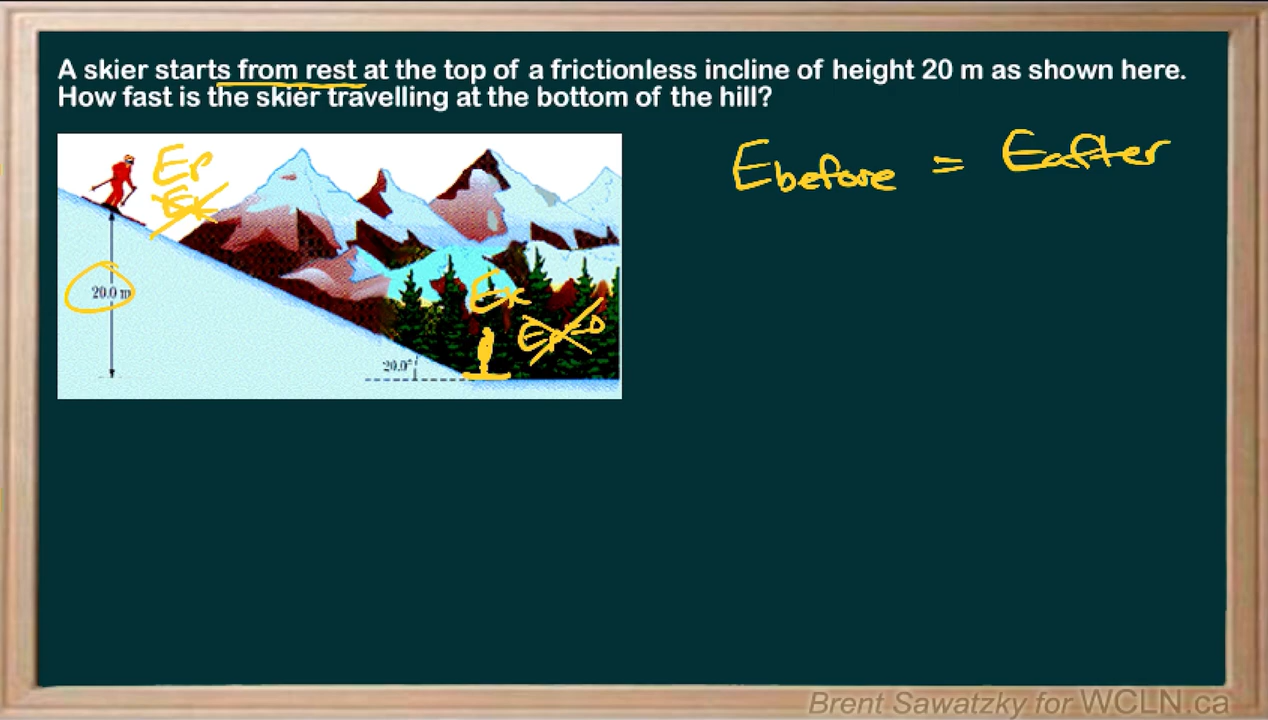 A skier starts from rest at the top of a frictionless incline of height 20 m as shown here.
How fast is the skier travelling at the bottom of the hill?
Ebefore = Eafter
Ep
Ek
20.0 m
Ek
Ep=0
20.0°
Brent Sawatzky for WCLN.ca